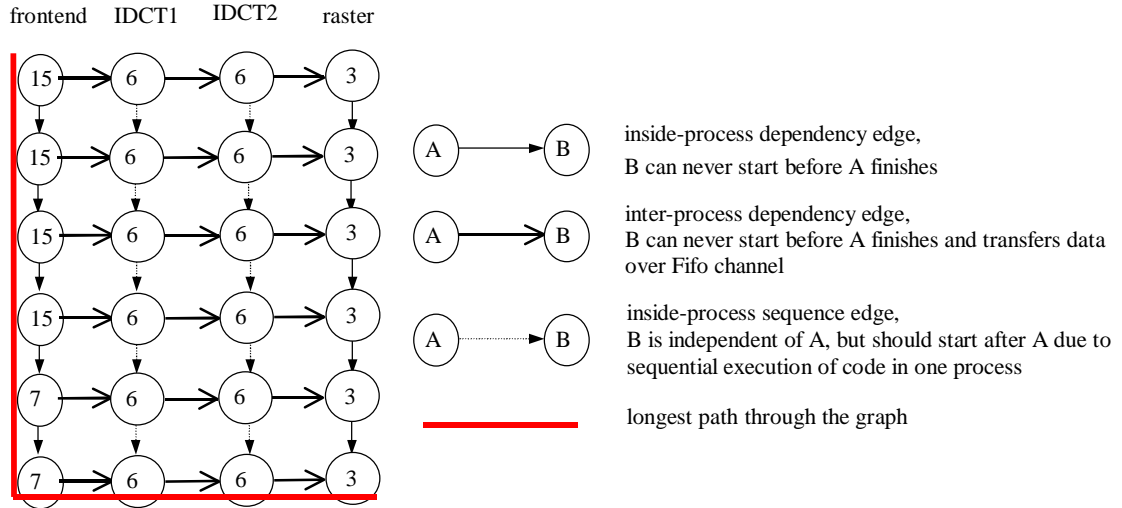 frontend IDCT1 IDCT2 raster
15 6 6 3
15 6 6 3
15 6 6 3
15 6 6 3
7 6 6 3
7 6 6 3
A B inside-process dependency edge,
B can never start before A finishes
A B inter-process dependency edge,
B can never start before A finishes and transfers data
over Fifo channel
A B inside-process sequence edge,
B is independent of A, but should start after A due to
sequential execution of code in one process
longest path through the graph